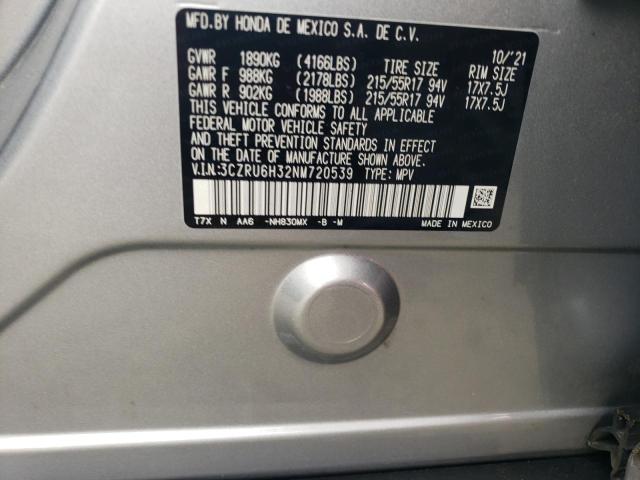 MFD.BY HONDA DE MEXICO S.A. DE C.V.
10/'21
GVWR 1890KG (4166LBS) TIRE SIZE RIM SIZE
GAWR F 988KG (2178LBS) 215/55R17 94V 17X7.5J
GAWR R 902KG (1988LBS) 215/55R17 94V 17X7.5J
THIS VEHICLE CONFORMS TO ALL APPLICABLE
FEDERAL MOTOR VEHICLE SAFETY
AND THEFT PREVENTION STANDARDS IN EFFECT
ON THE DATE OF MANUFACTURE SHOWN ABOVE.
V.I.N.:3CZRU6H32NM720539 TYPE: MPV
T7X N AA6 -NH830MX -B -M MADE IN MEXICO